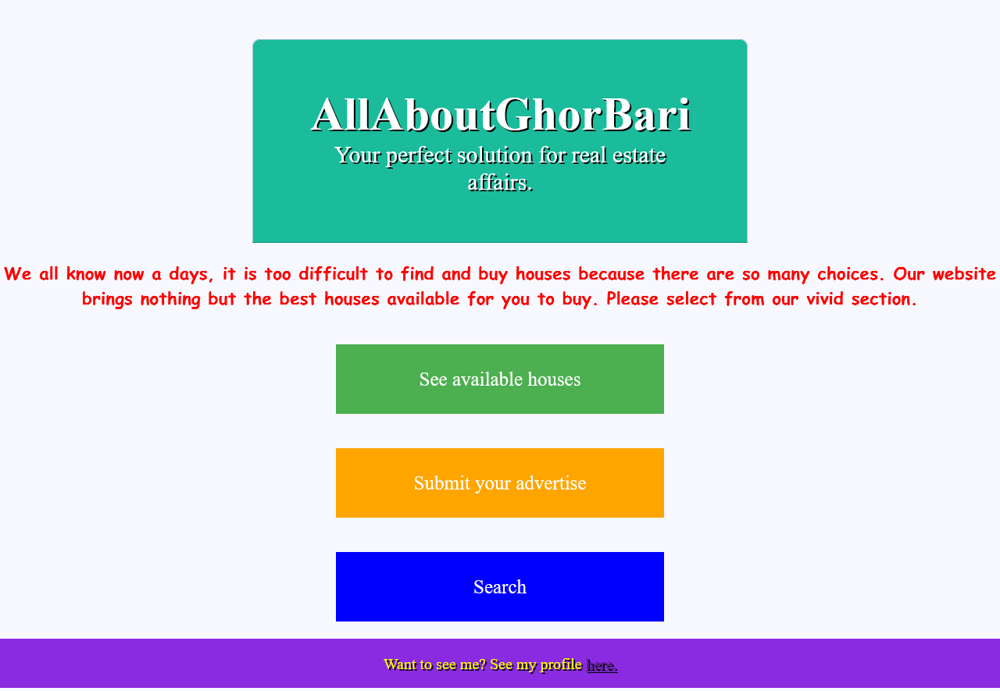 AllAboutGhorBari
Your perfect solution for real estate
affairs.
We all know now a days, it is too difficult to find and buy houses because there are so many choices. Our website
brings nothing but the best houses available for you to buy. Please select from our vivid section.
See available houses
Submit your advertise
Search
Want to see me? See my profile here.